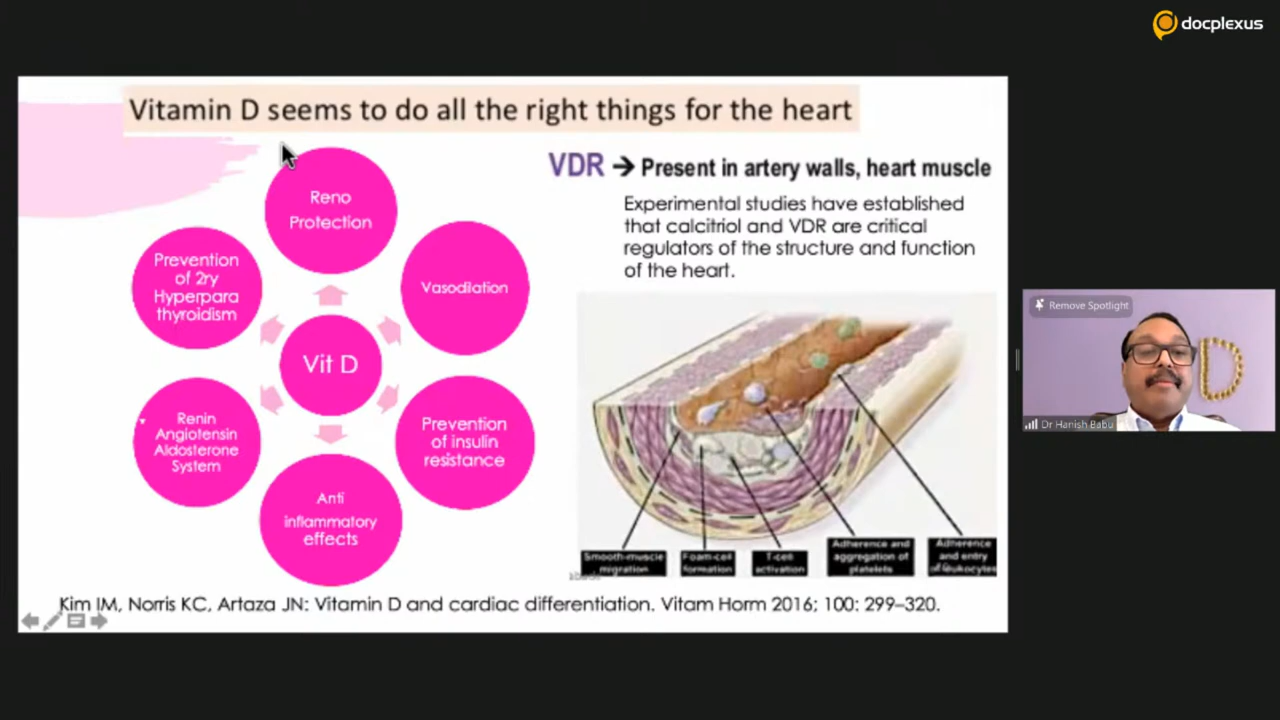 docplexus
Vitamin D seems to do all the right things for the heart
VDR → Present in artery walls, heart muscle
Experimental studies have established
that calcitriol and VDR are critical
regulators of the structure and function
of the heart.
Reno
Protection
Vasodilation
Prevention
of insulin
resistance
Anti
inflammatory
effects
Renin
Angiotensin
Aldosterone
System
Prevention
of 2ry
Hyperpara
thyroidism
Vit D
Smooth-muscle
migration
Foam-cell
formation
T-cell
activation
Adherence and
aggregation of
platelets
Adherence
and entry
of leukocytes
Kim IM, Norris KC, Artaza JN: Vitamin D and cardiac differentiation. Vitam Horm 2016; 100: 299–320.
Remove Spotlight
D
Dr Hanish Babu